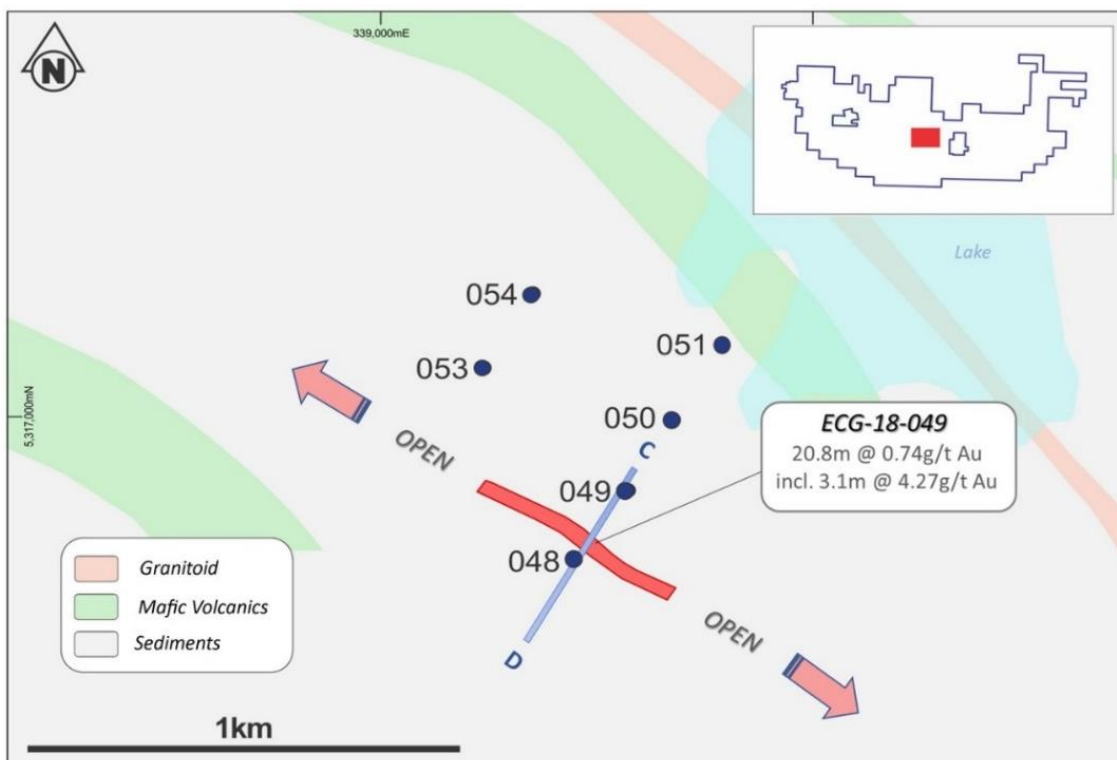 N
339,000mE
5,317,000mN
Lake
054
053
051
050
049
048
C
D
OPEN
OPEN
ECG-18-049
20.8m @ 0.74g/t Au
incl. 3.1m @ 4.27g/t Au
Granitoid
Mafic Volcanics
Sediments
1km